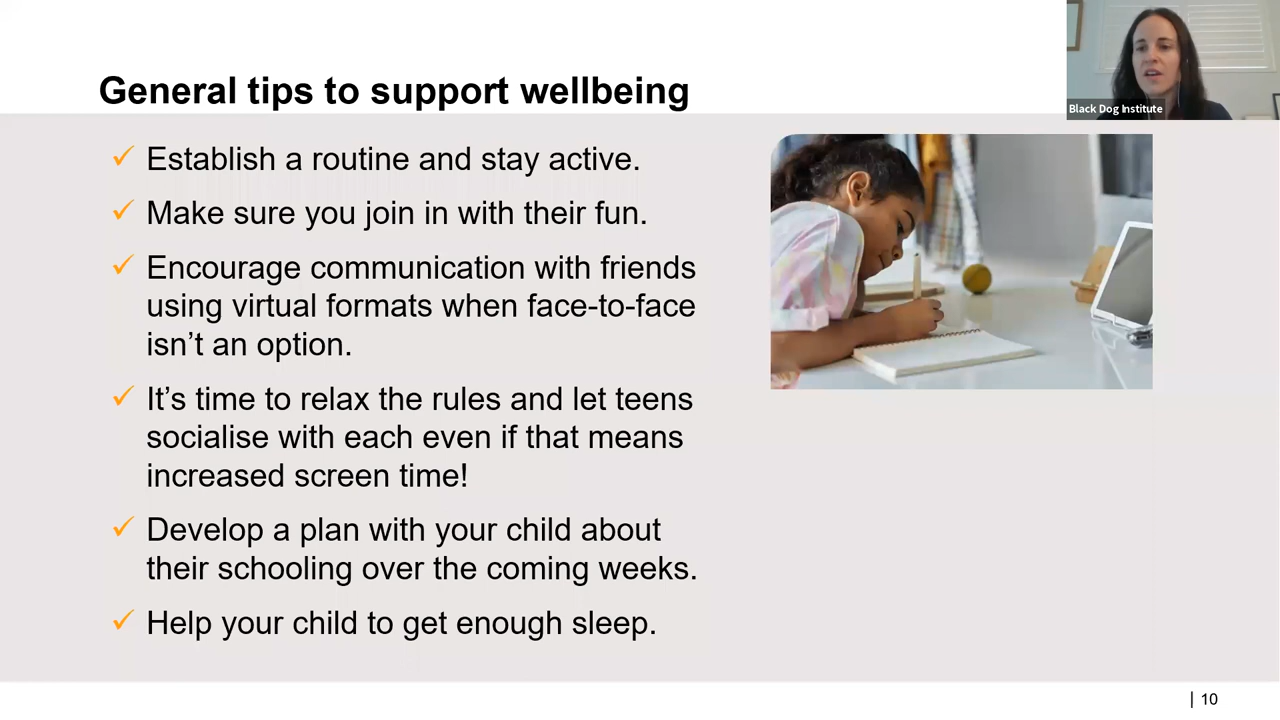 General tips to support wellbeing
Black Dog Institute
✓ Establish a routine and stay active.
✓ Make sure you join in with their fun.
✓ Encourage communication with friends
using virtual formats when face-to-face
isn’t an option.
✓ It’s time to relax the rules and let teens
socialise with each even if that means
increased screen time!
✓ Develop a plan with your child about
their schooling over the coming weeks.
✓ Help your child to get enough sleep.
| 10